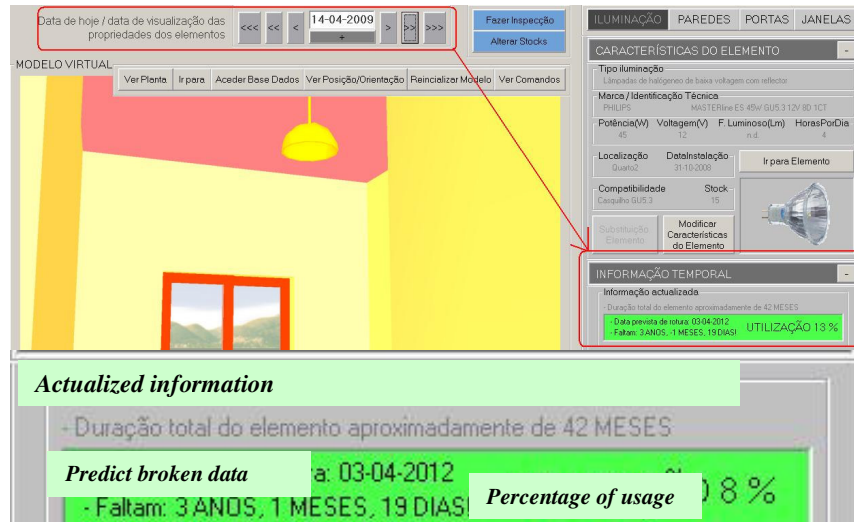 Data de hoje / data de visualização das
propriedades dos elementos
<<< << < 14-04-2009 > >> >>>
+
Fazer Inspecção
Alterar Stocks
MODELO VIRTUAL
Ver Planta Ir para Aceder Base Dados Ver Posição/Orientação Reincializar Modelo Ver Comandos
ILUMINAÇÃO PAREDES PORTAS JANELAS
CARACTERÍSTICAS DO ELEMENTO -
Tipo iluminação
Lâmpadas de halógeneo de baixa voltagem com reflector
Marca / Identificação Técnica
PHILIPS MASTERline ES 45W GU5.3 12V 8D 1CT
Potência(W) Voltagem(V) F. Luminoso(Lm) HorasPorDia
45 12 n.d. 4
Localização DataInstalação
Quarto2 31-10-2008
Ir para Elemento
Compatibilidade Stock
Casquilho GU5.3 15
Substituição
Elemento
Modificar
Características
do Elemento
INFORMAÇÃO TEMPORAL -
Informação actualizada
- Duração total do elemento aproximadamente de 42 MESES
- Data prevista de rotura: 03-04-2012
- Faltam: 3 ANOS, -1 MESES, 19 DIAS!
UTILIZAÇÃO 13 %
Actualized information
- Duração total do elemento aproximadamente de 42 MESES
Predict broken data
a: 03-04-2012
- Faltam: 3 ANOS, 1 MESES, 19 DIAS!
Percentage of usage
8 %